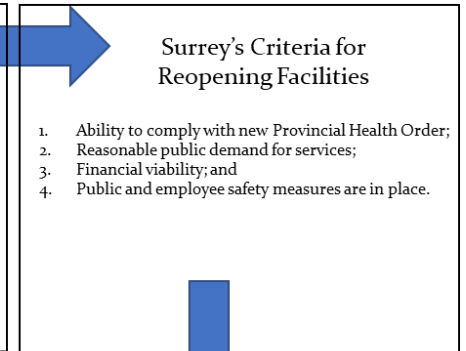 Surrey's Criteria for
Reopening Facilities
1. Ability to comply with new Provincial Health Order;
2. Reasonable public demand for services;
3. Financial viability; and
4. Public and employee safety measures are in place.